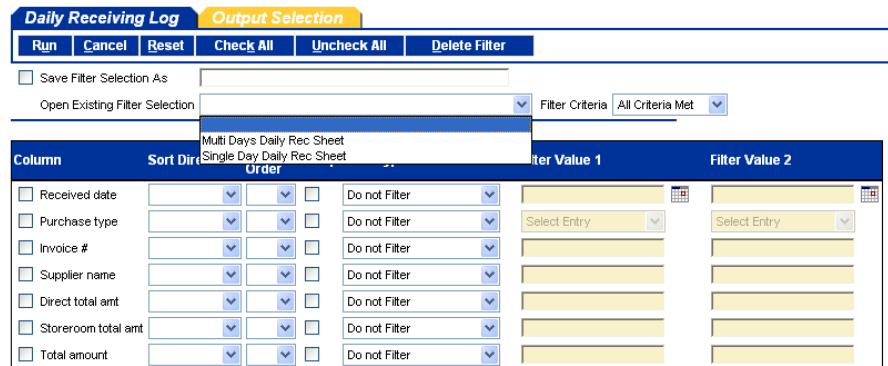 Daily Receiving Log Output Selection
Run Cancel Reset Check All Uncheck All Delete Filter
Save Filter Selection As
Open Existing Filter Selection Filter Criteria All Criteria Met
Multi Days Daily Rec Sheet
Single Day Daily Rec Sheet
Column Sort Dire Filter Value 2
Order
Received date Do not Filter
Purchase type Do not Filter Select Entry Select Entry
Invoice # Do not Filter
Supplier name Do not Filter
Direct total amt Do not Filter
Storeroom total amt Do not Filter
Total amount Do not Filter